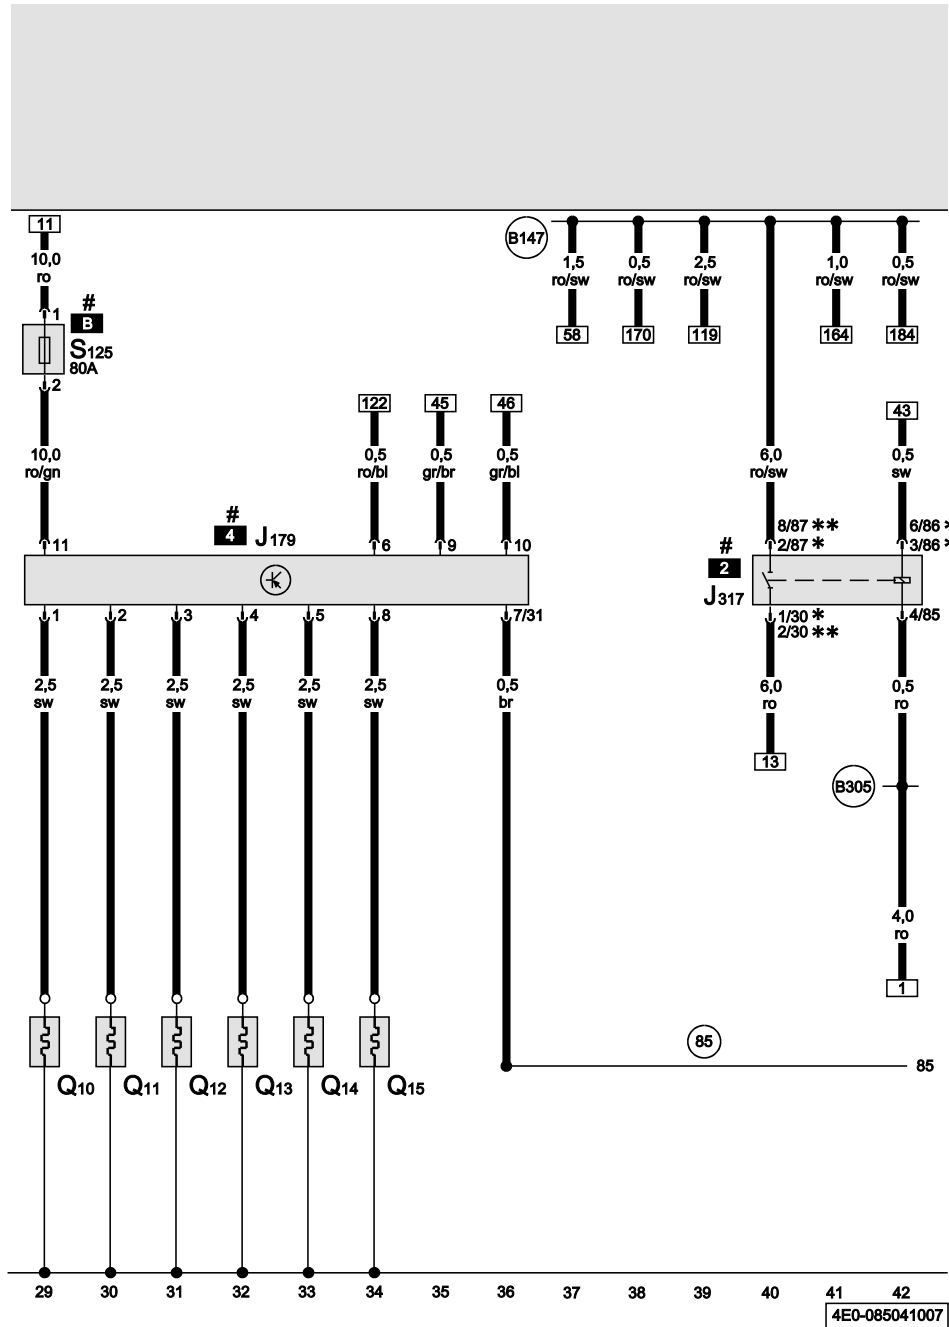 11
B147
10,0
ro
1,5
ro/sw
0,5
ro/sw
2,5
ro/sw
1,0
ro/sw
0,5
ro/sw
#
1
B
S125
80A
2
58
170
119
164
184
122
45
46
43
10,0
ro/gn
0,5
ro/bl
0,5
gr/br
0,5
gr/bl
6,0
ro/sw
0,5
sw
#
4
J179
11
6
9
10
#
2
J317
8/87 **
2/87 *
6/86
3/86
1
2
3
4
5
8
7/31
1/30 *
2/30 **
4/85
2,5
sw
2,5
sw
2,5
sw
2,5
sw
2,5
sw
2,5
sw
0,5
br
6,0
ro
0,5
ro
13
B305
4,0
ro
1
85
85
Q10
Q11
Q12
Q13
Q14
Q15
29
30
31
32
33
34
35
36
37
38
39
40
41
42
4E0-085041007